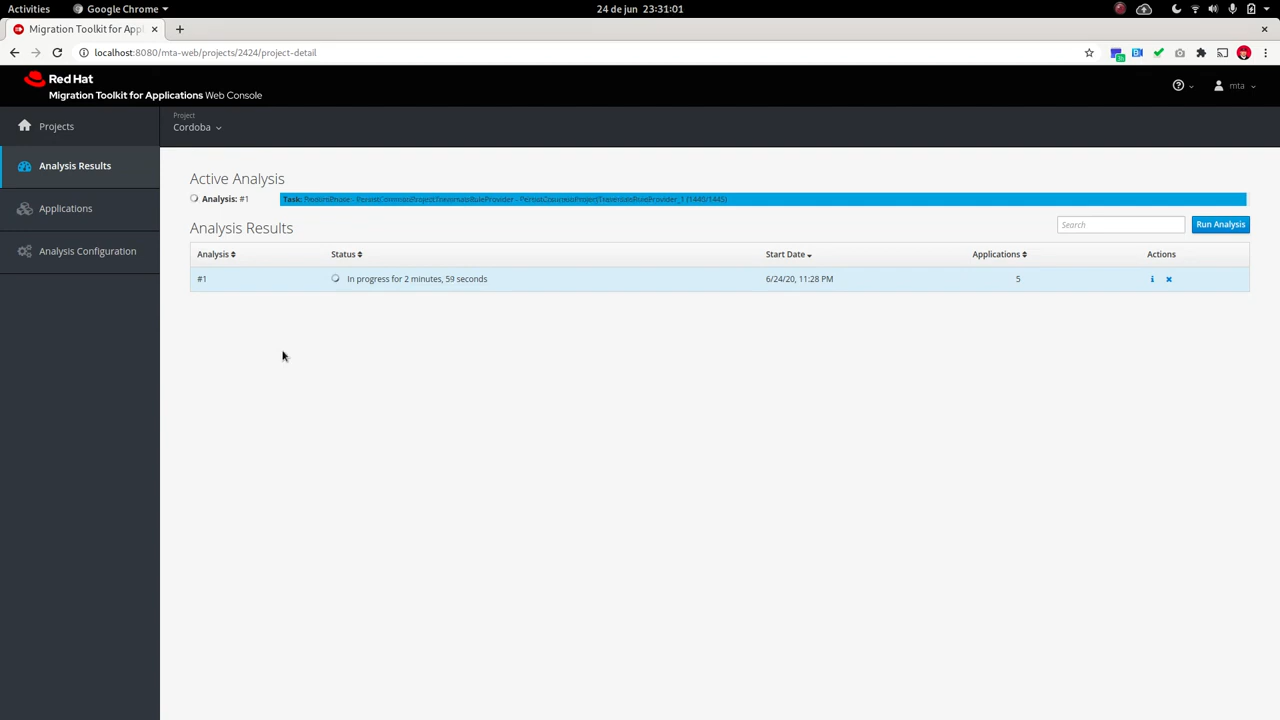 Activities
Google Chrome
24 de jun 23:31:01
Migration Toolkit for Appl
localhost:8080/mta-web/projects/2424/project-detail
Red Hat
Migration Toolkit for Applications Web Console
mta
Projects
Project
Cordoba
Analysis Results
Applications
Analysis Configuration
Active Analysis
Analysis: #1
Task:
Analysis Results
Search
Run Analysis
Analysis Status Start Date Applications Actions
#1 In progress for 2 minutes, 59 seconds 6/24/20, 11:28 PM 5